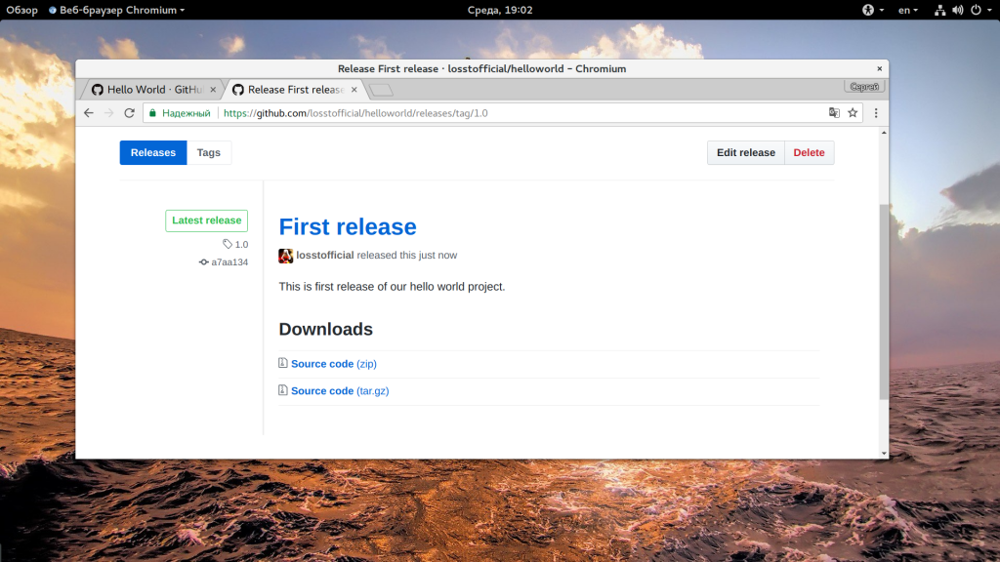 Обзор Веб-браузер Chromium Среда, 19:02 en
Release First release · losstofficial/helloworld - Chromium
Hello World · GitHu Release First release Сергей
Надежный https://github.com/losstofficial/helloworld/releases/tag/1.0
Releases Tags Edit release Delete
Latest release
1.0
a7aa134
First release
losstofficial released this just now
This is first release of our hello world project.
Downloads
Source code (zip)
Source code (tar.gz)